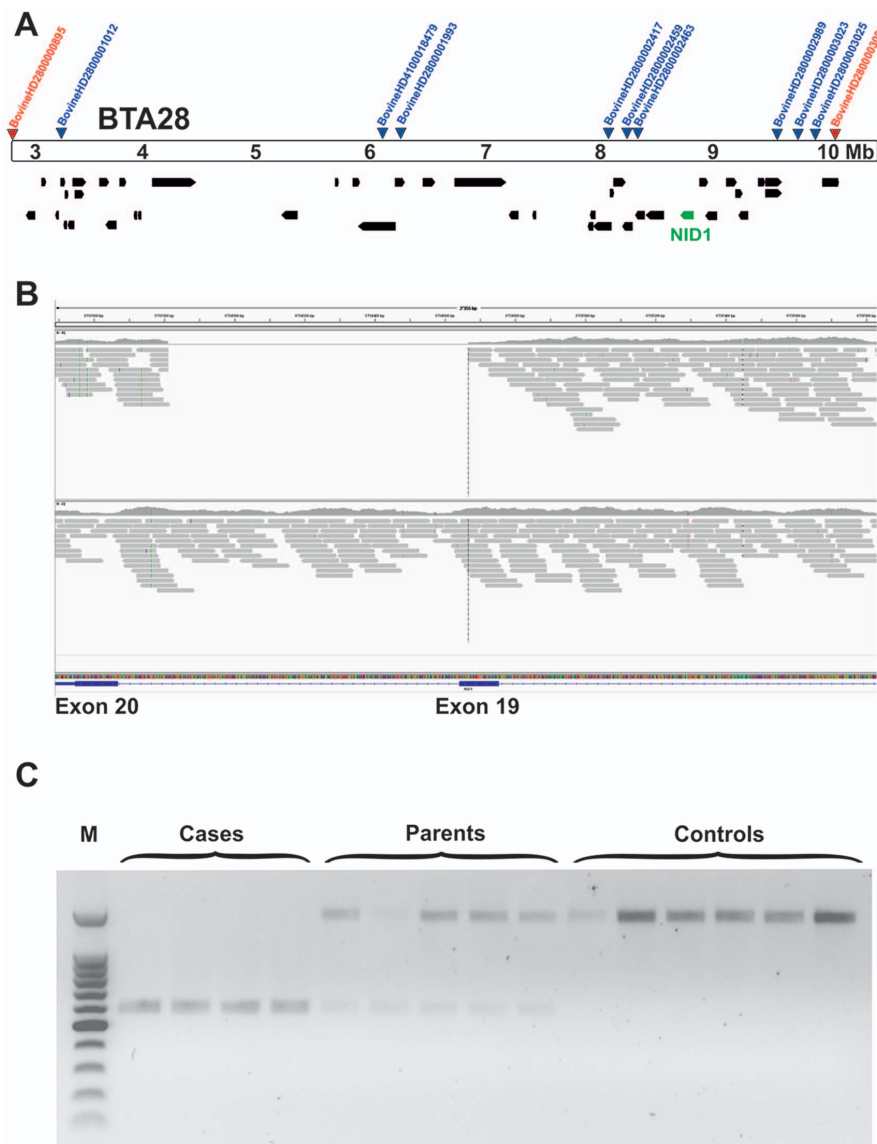 A
BovineHD2800000895
BovineHD2800001012
BovineHD4100018479
BovineHD2800001993
BovineHD2800002417
BovineHD2800002459
BovineHD2800002463
BovineHD2800002989
BovineHD2800003023
BovineHD2800003025
BTA28
3 4 5 6 7 8 9 10 Mb
NID1
B
Exon 20 Exon 19
C
M Cases Parents Controls